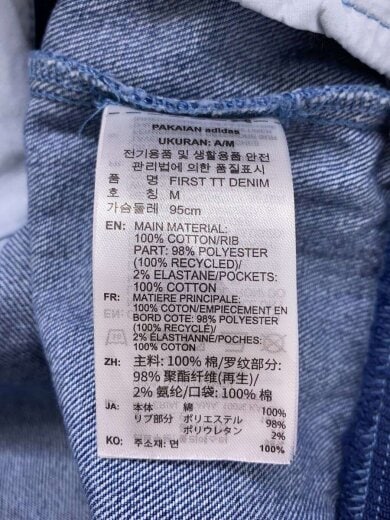 PAKAIAN adidas
UKURAN: A/M
전기용품 및 생활용품 안전
관리법에 의한 품질표시
품 명 FIRST TT DENIM
호 칭 M
가슴둘레 95cm
EN: MAIN MATERIAL:
100% COTTON/RIB
PART: 98% POLYESTER
(100% RECYCLED)/
2% ELASTANE/POCKETS:
100% COTTON
FR: MATIERE PRINCIPALE:
100% COTON/EMPIECEMENT EN
BORD COTE: 98% POLYESTER
(100% RECYCLÉ)/
2% ÉLASTHANNE/POCHES:
100% COTON
ZH: 主料: 100% 棉/罗纹部分:
98% 聚酯纤维(再生)/
2% 氨纶/口袋: 100% 棉
JA: 本体 綿 100%
リブ部分 ポリエステル 98%
ポリウレタン 2%
KO: 주소재: 면 100%